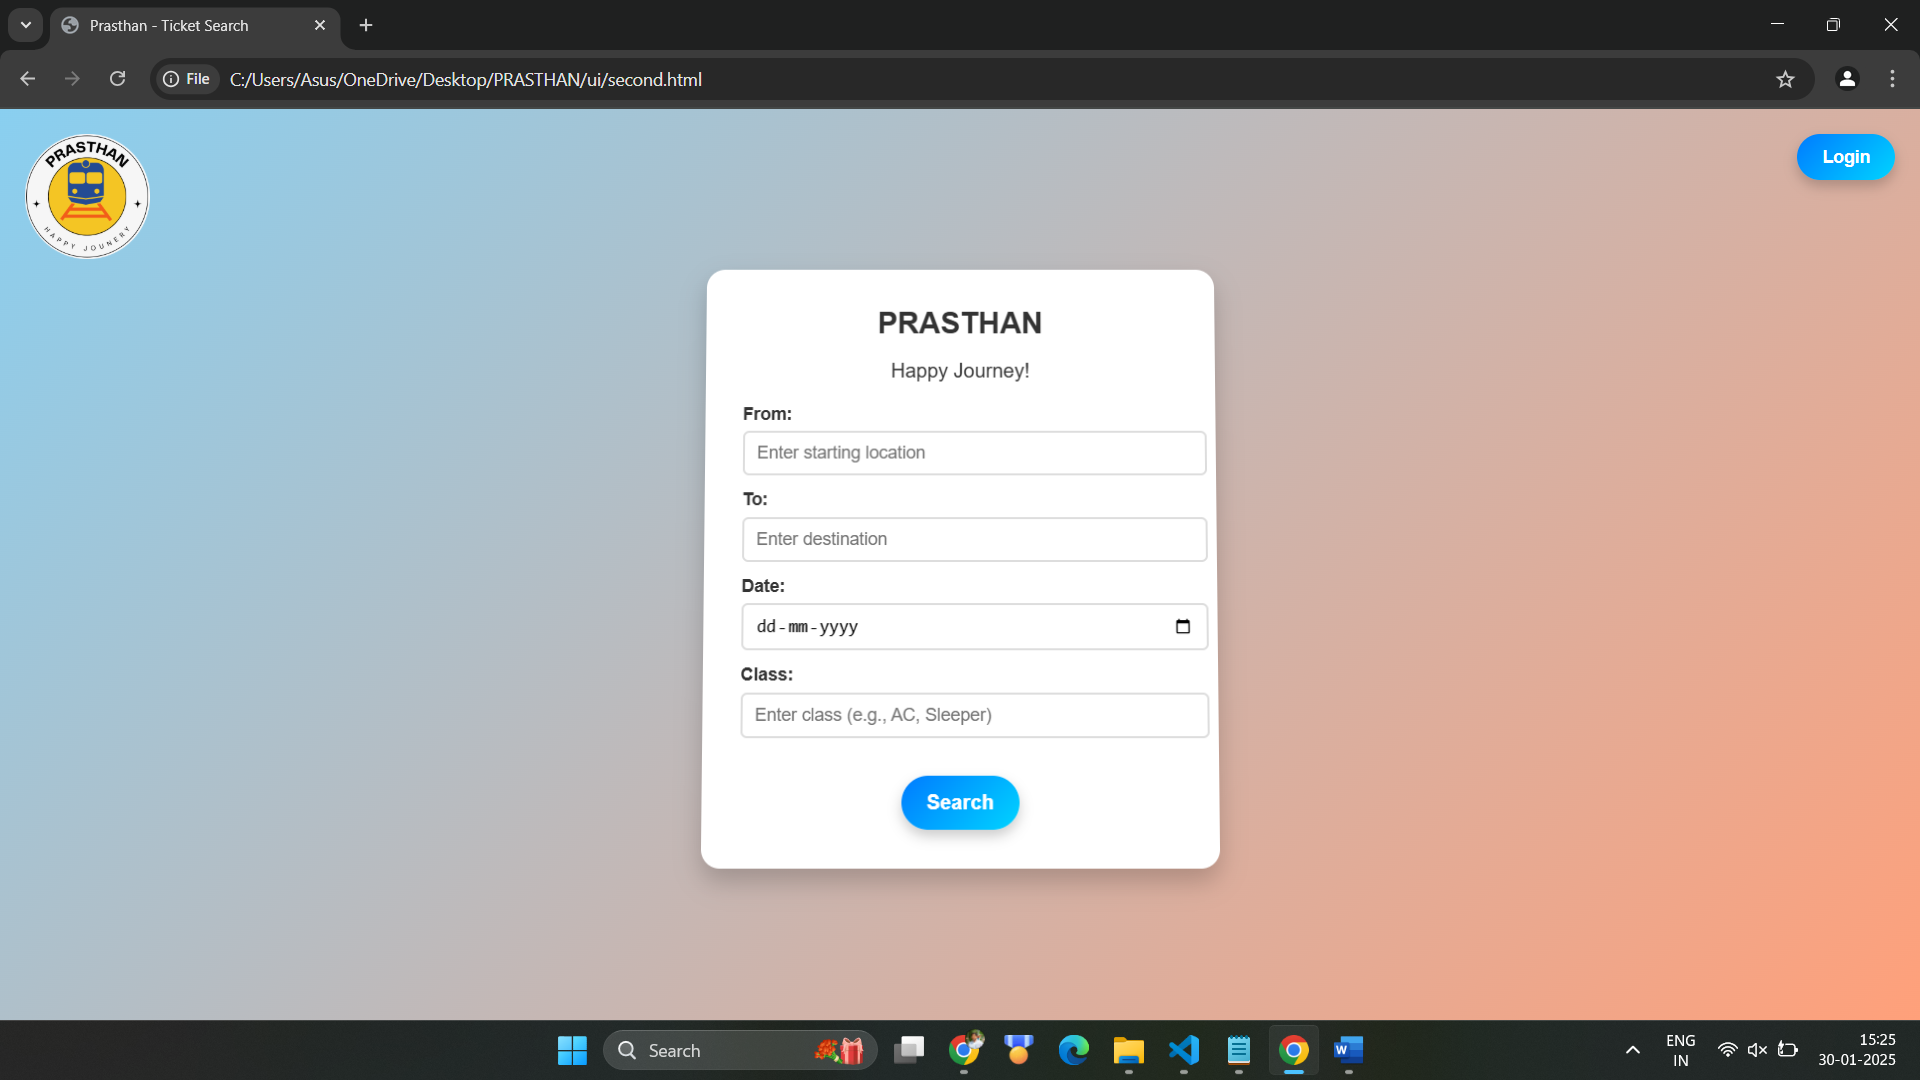 Prasthan - Ticket Search
File
C:/Users/Asus/OneDrive/Desktop/PRASTHAN/ui/second.html
PRASTHAN
HAPPY JOUNERY
Login
PRASTHAN
Happy Journey!
From:
Enter starting location
To:
Enter destination
Date:
dd-mm-yyyy
Class:
Enter class (e.g., AC, Sleeper)
Search
Search
W
ENG
IN
15:25
30-01-2025